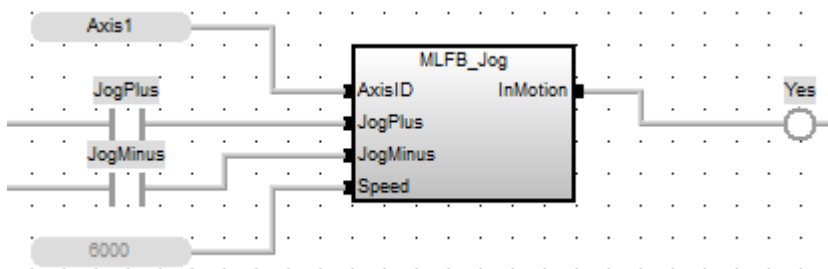 Axis1
MLFB_Jog
JogPlus
AxisID
InMotion
Yes
JogPlus
JogMinus
JogMinus
Speed
6000